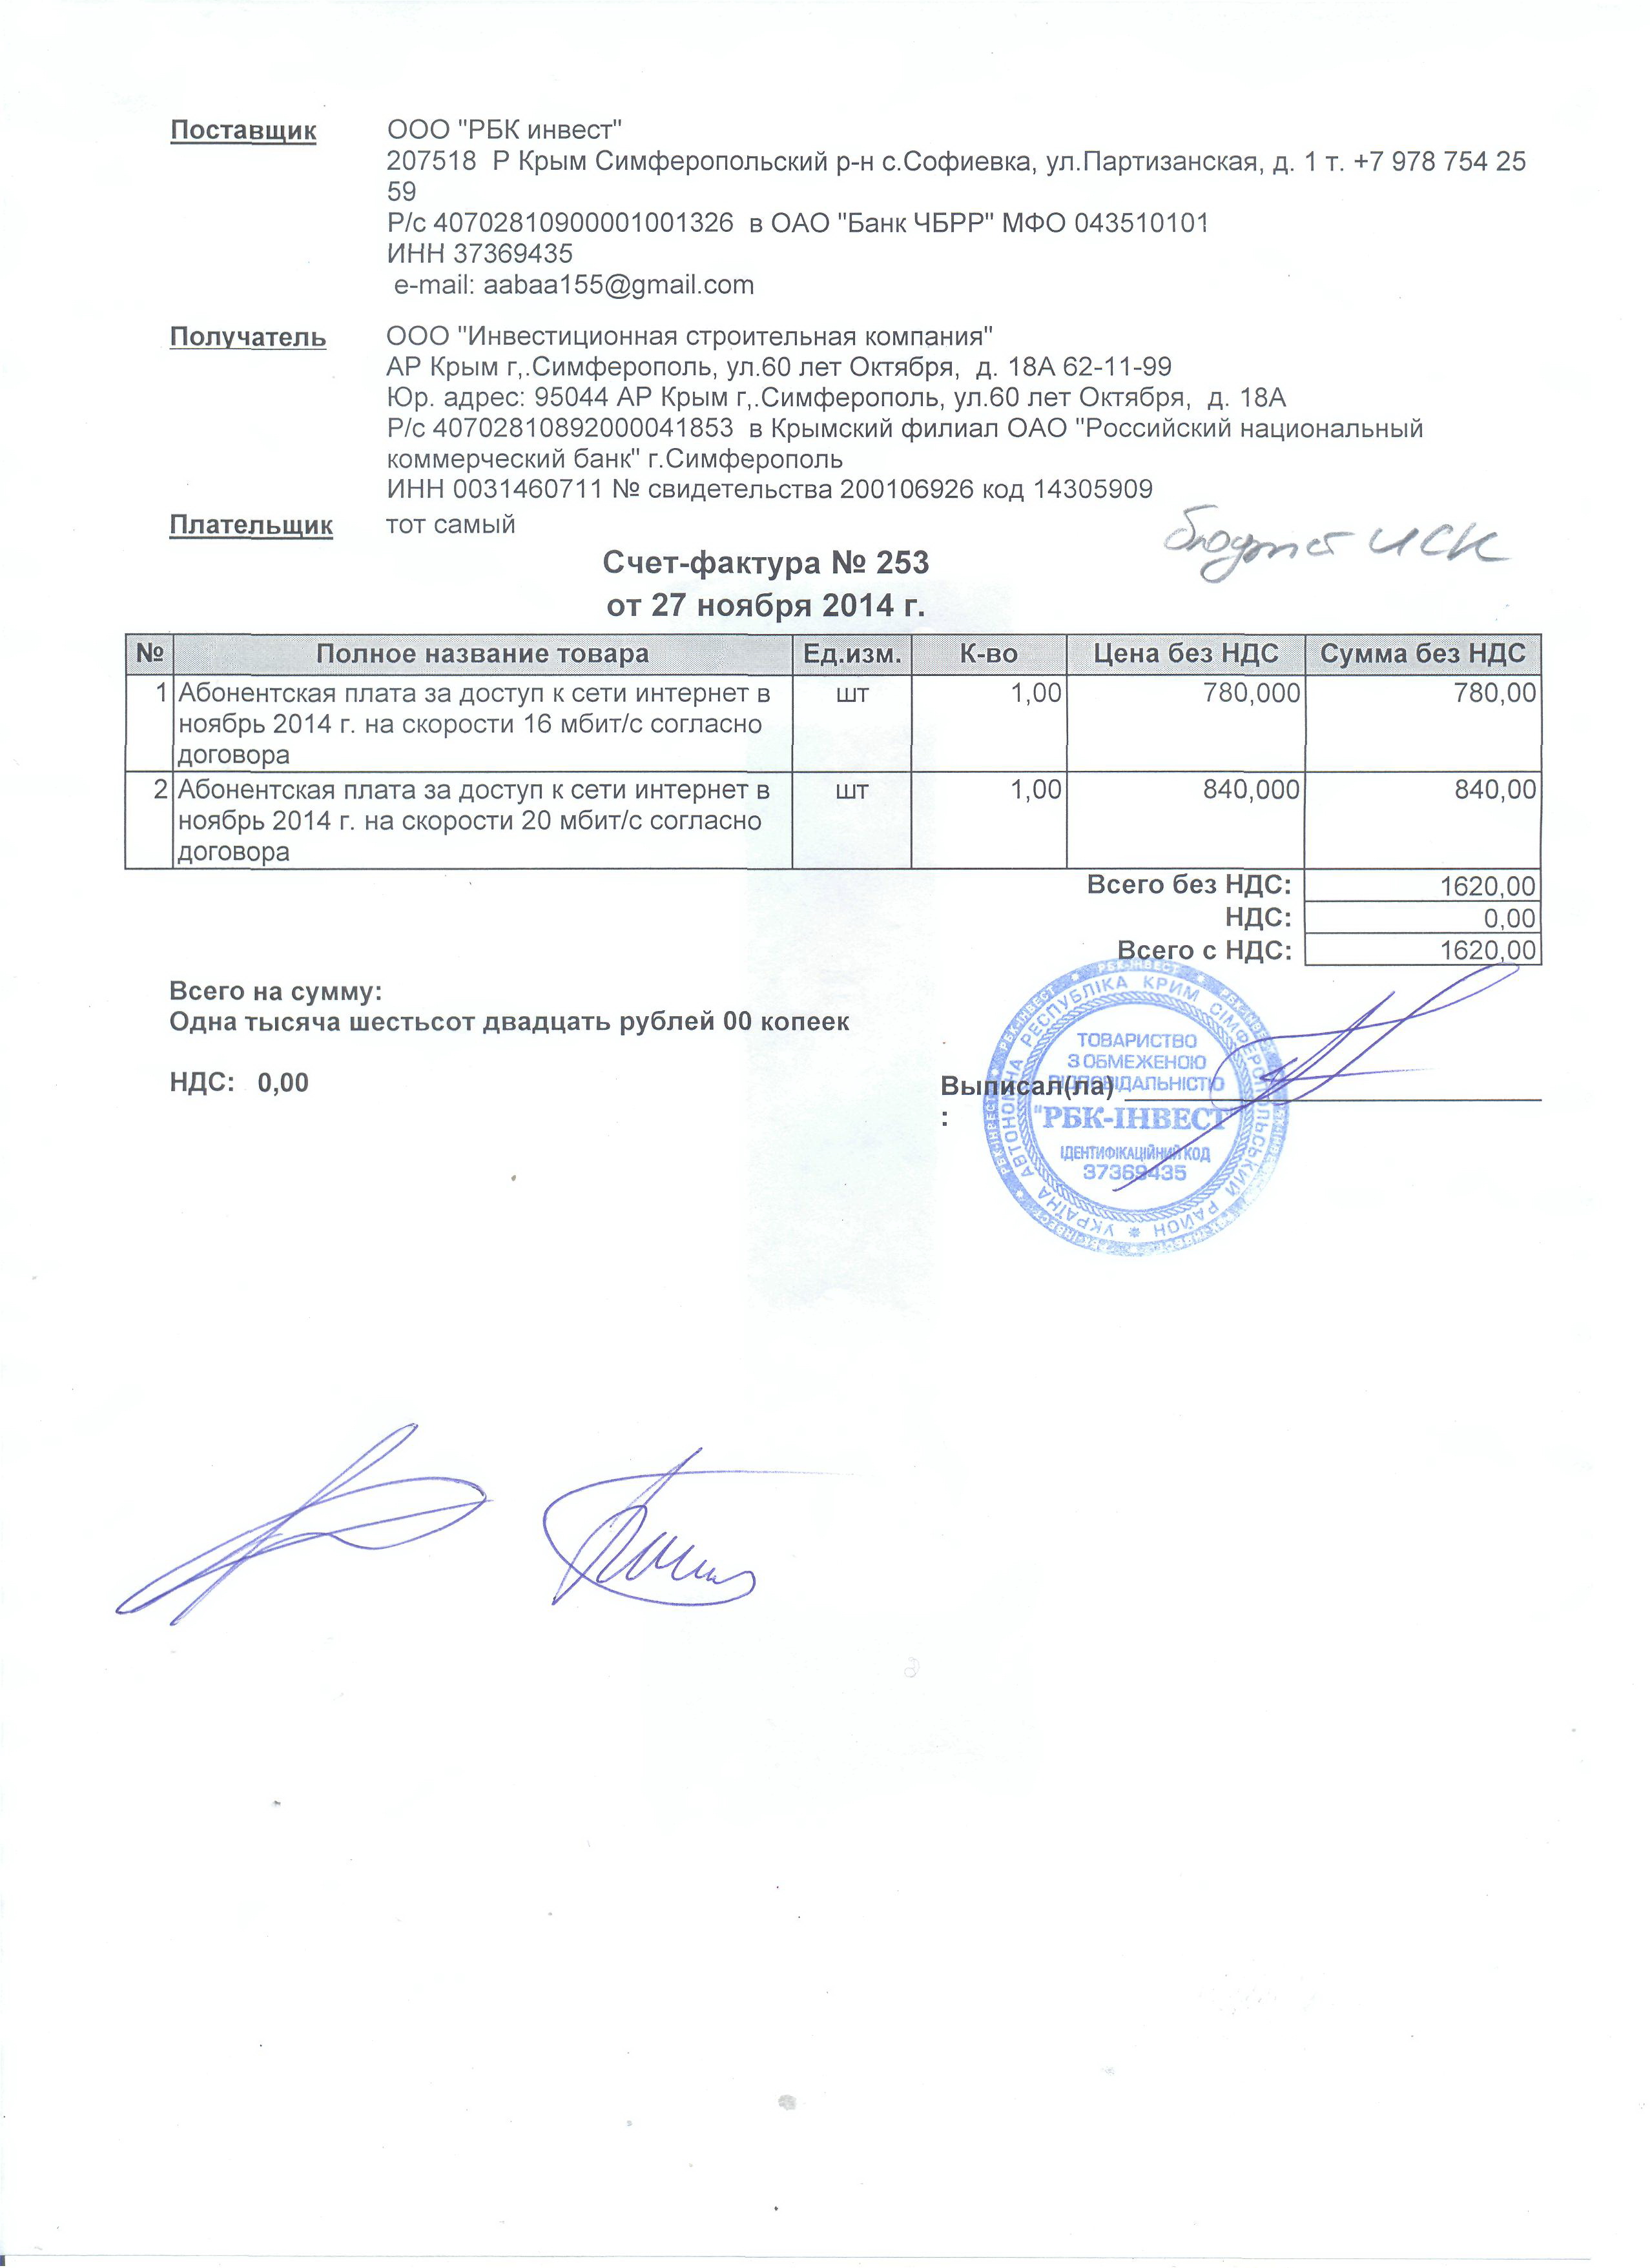 Поставщик ООО "РБК инвест"
207518 Р Крым Симферопольский р-н с.Софиевка, ул.Партизанская, д. 1 т. +7 978 754 25
59
Р/с 40702810900001001326 в ОАО "Банк ЧБРР" МФО 043510101
ИНН 37369435
e-mail: aabaa155@gmail.com
Получатель ООО "Инвестиционная строительная компания"
АР Крым г,.Симферополь, ул.60 лет Октября, д. 18А 62-11-99
Юр. адрес: 95044 АР Крым г,.Симферополь, ул.60 лет Октября, д. 18А
Р/с 40702810892000041853 в Крымский филиал ОАО "Российский национальный
коммерческий банк" г.Симферополь
ИНН 0031460711 № свидетельства 200106926 код 14305909
Плательщик тот самый
бюджет ИСК
Счет-фактура № 253
от 27 ноября 2014 г.
№ Полное название товара Ед.изм. К-во Цена без НДС Сумма без НДС
1 Абонентская плата за доступ к сети интернет в шт 1,00 780,000 780,00
ноябрь 2014 г. на скорости 16 мбит/с согласно
договора
2 Абонентская плата за доступ к сети интернет в шт 1,00 840,000 840,00
ноябрь 2014 г. на скорости 20 мбит/с согласно
договора
Всего без НДС: 1620,00
НДС: 0,00
Всего с НДС: 1620,00
Всего на сумму:
Одна тысяча шестьсот двадцать рублей 00 копеек
НДС: 0,00
Выписал(ла)
:
УКРАЇНА АВТОНОМНА РЕСПУБЛІКА КРИМ СІМФЕРОПОЛЬСЬКИЙ РАЙОН
РБК-ІНВЕСТ
ТОВАРИСТВО
З ОБМЕЖЕНОЮ
ВІДПОВІДАЛЬНІСТЮ
"РБК-ІНВЕСТ"
ІДЕНТИФІКАЦІЙНИЙ КОД
37369435